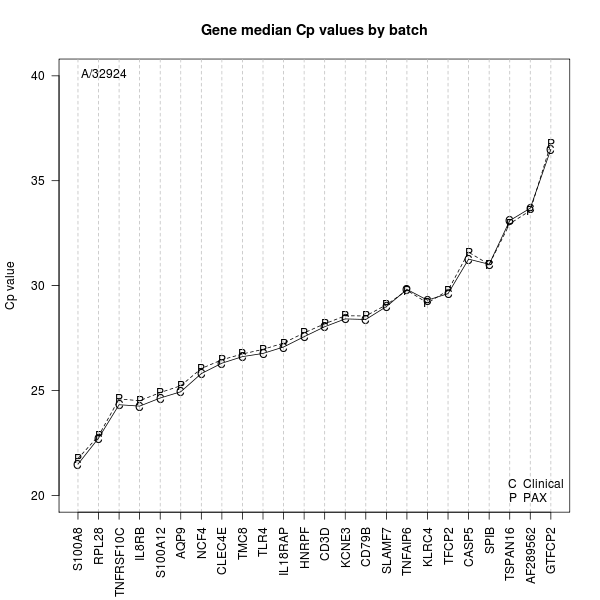 Gene median Cp values by batch
A/32924
40
35
30
25
20
Cp value
C Clinical
P PAX
S100A8
RPL28
TNFRSF10C
IL8RB
S100A12
AQP9
NCF4
CLEC4E
TMC8
TLR4
IL18RAP
HNRPF
CD3D
KCNE3
CD79B
SLAMF7
TNFAIP6
KLRC4
TFCP2
CASP5
SPIB
TSPAN16
AF289562
GTFCP2